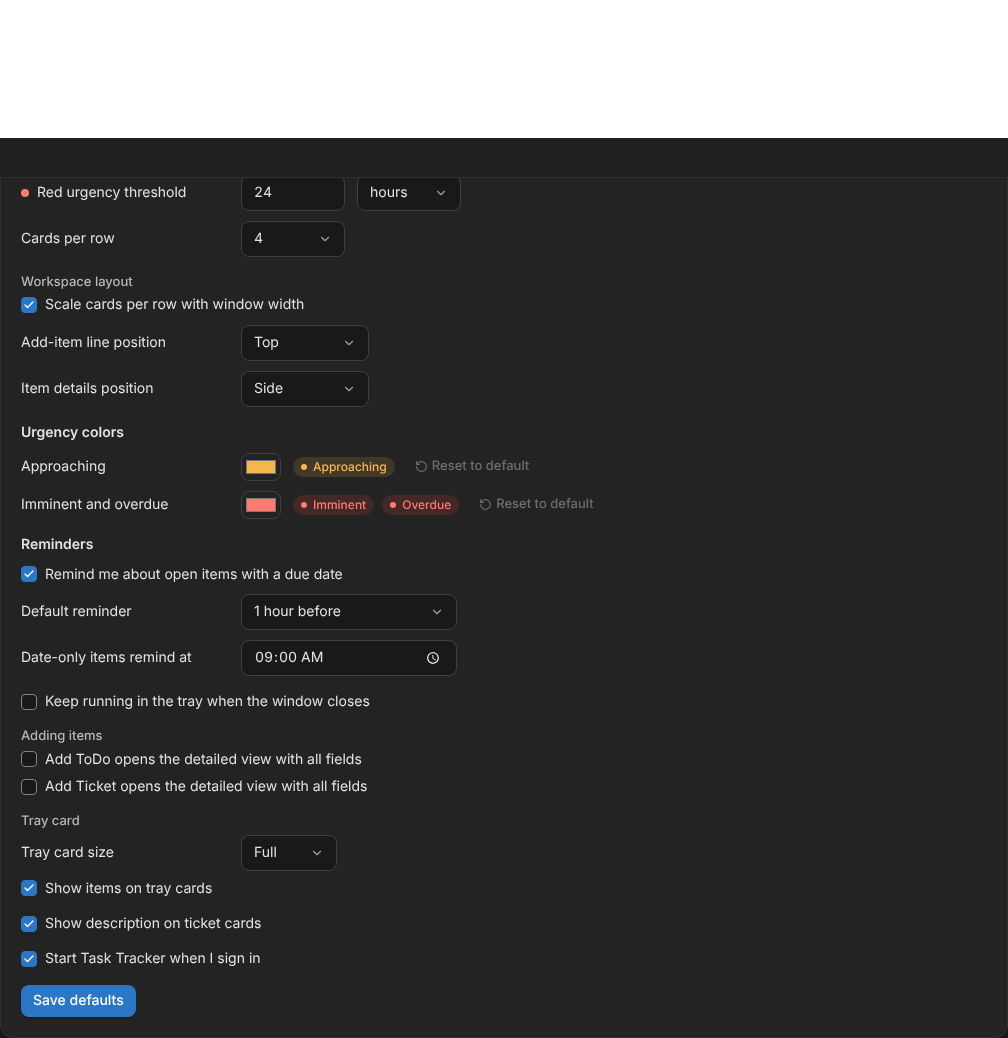 Red urgency threshold 24 hours
Cards per row 4
Workspace layout
Scale cards per row with window width
Add-item line position Top
Item details position Side
Urgency colors
Approaching Approaching Reset to default
Imminent and overdue Imminent Overdue Reset to default
Reminders
Remind me about open items with a due date
Default reminder 1 hour before
Date-only items remind at 09:00 AM
Keep running in the tray when the window closes
Adding items
Add ToDo opens the detailed view with all fields
Add Ticket opens the detailed view with all fields
Tray card
Tray card size Full
Show items on tray cards
Show description on ticket cards
Start Task Tracker when I sign in
Save defaults